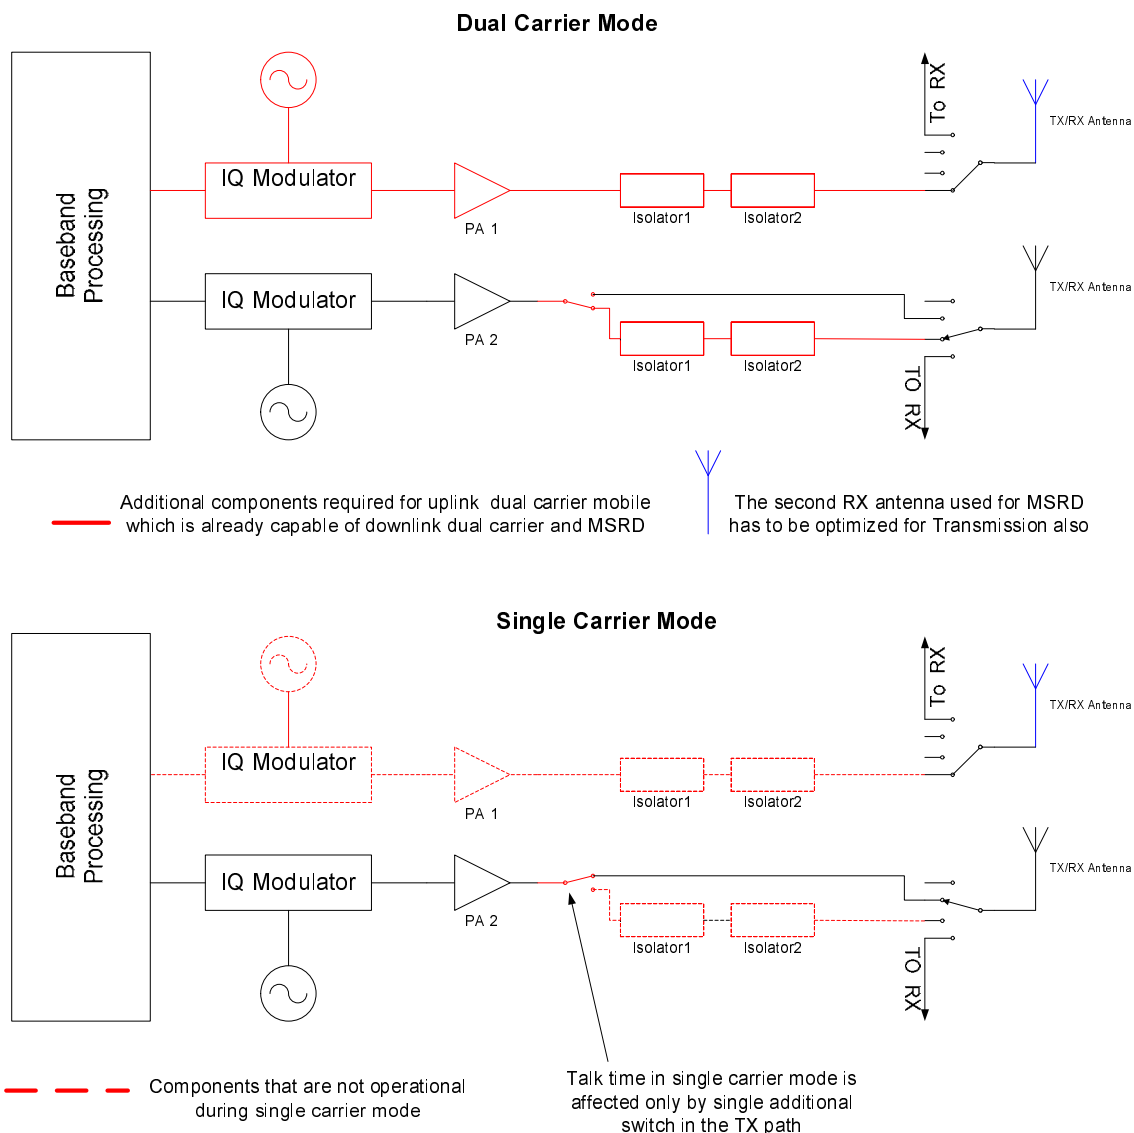 Dual Carrier Mode
To RX
TX/RX Antenna
IQ Modulator
PA 1
Isolator1
Isolator2
Baseband
Processing
TX/RX Antenna
IQ Modulator
PA 2
Isolator1
Isolator2
TO RX
Additional components required for uplink dual carrier mobile
which is already capable of downlink dual carrier and MSRD
The second RX antenna used for MSRD
has to be optimized for Transmission also
Single Carrier Mode
To RX
TX/RX Antenna
IQ Modulator
PA 1
Isolator1
Isolator2
Baseband
Processing
TX/RX Antenna
IQ Modulator
PA 2
Isolator1
Isolator2
TO RX
Components that are not operational
during single carrier mode
Talk time in single carrier mode is
affected only by single additional
switch in the TX path